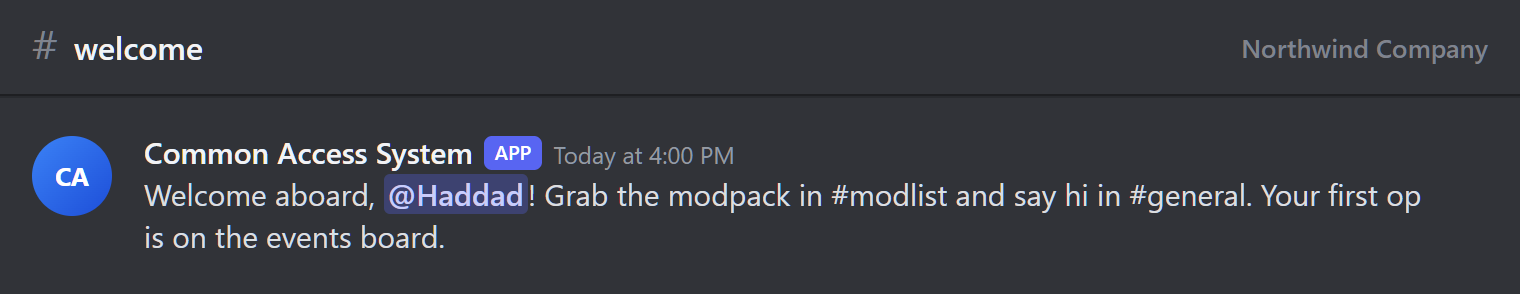 # welcome
Northwind Company
CA
Common Access System APP Today at 4:00 PM
Welcome aboard, @Haddad! Grab the modpack in #modlist and say hi in #general. Your first op
is on the events board.